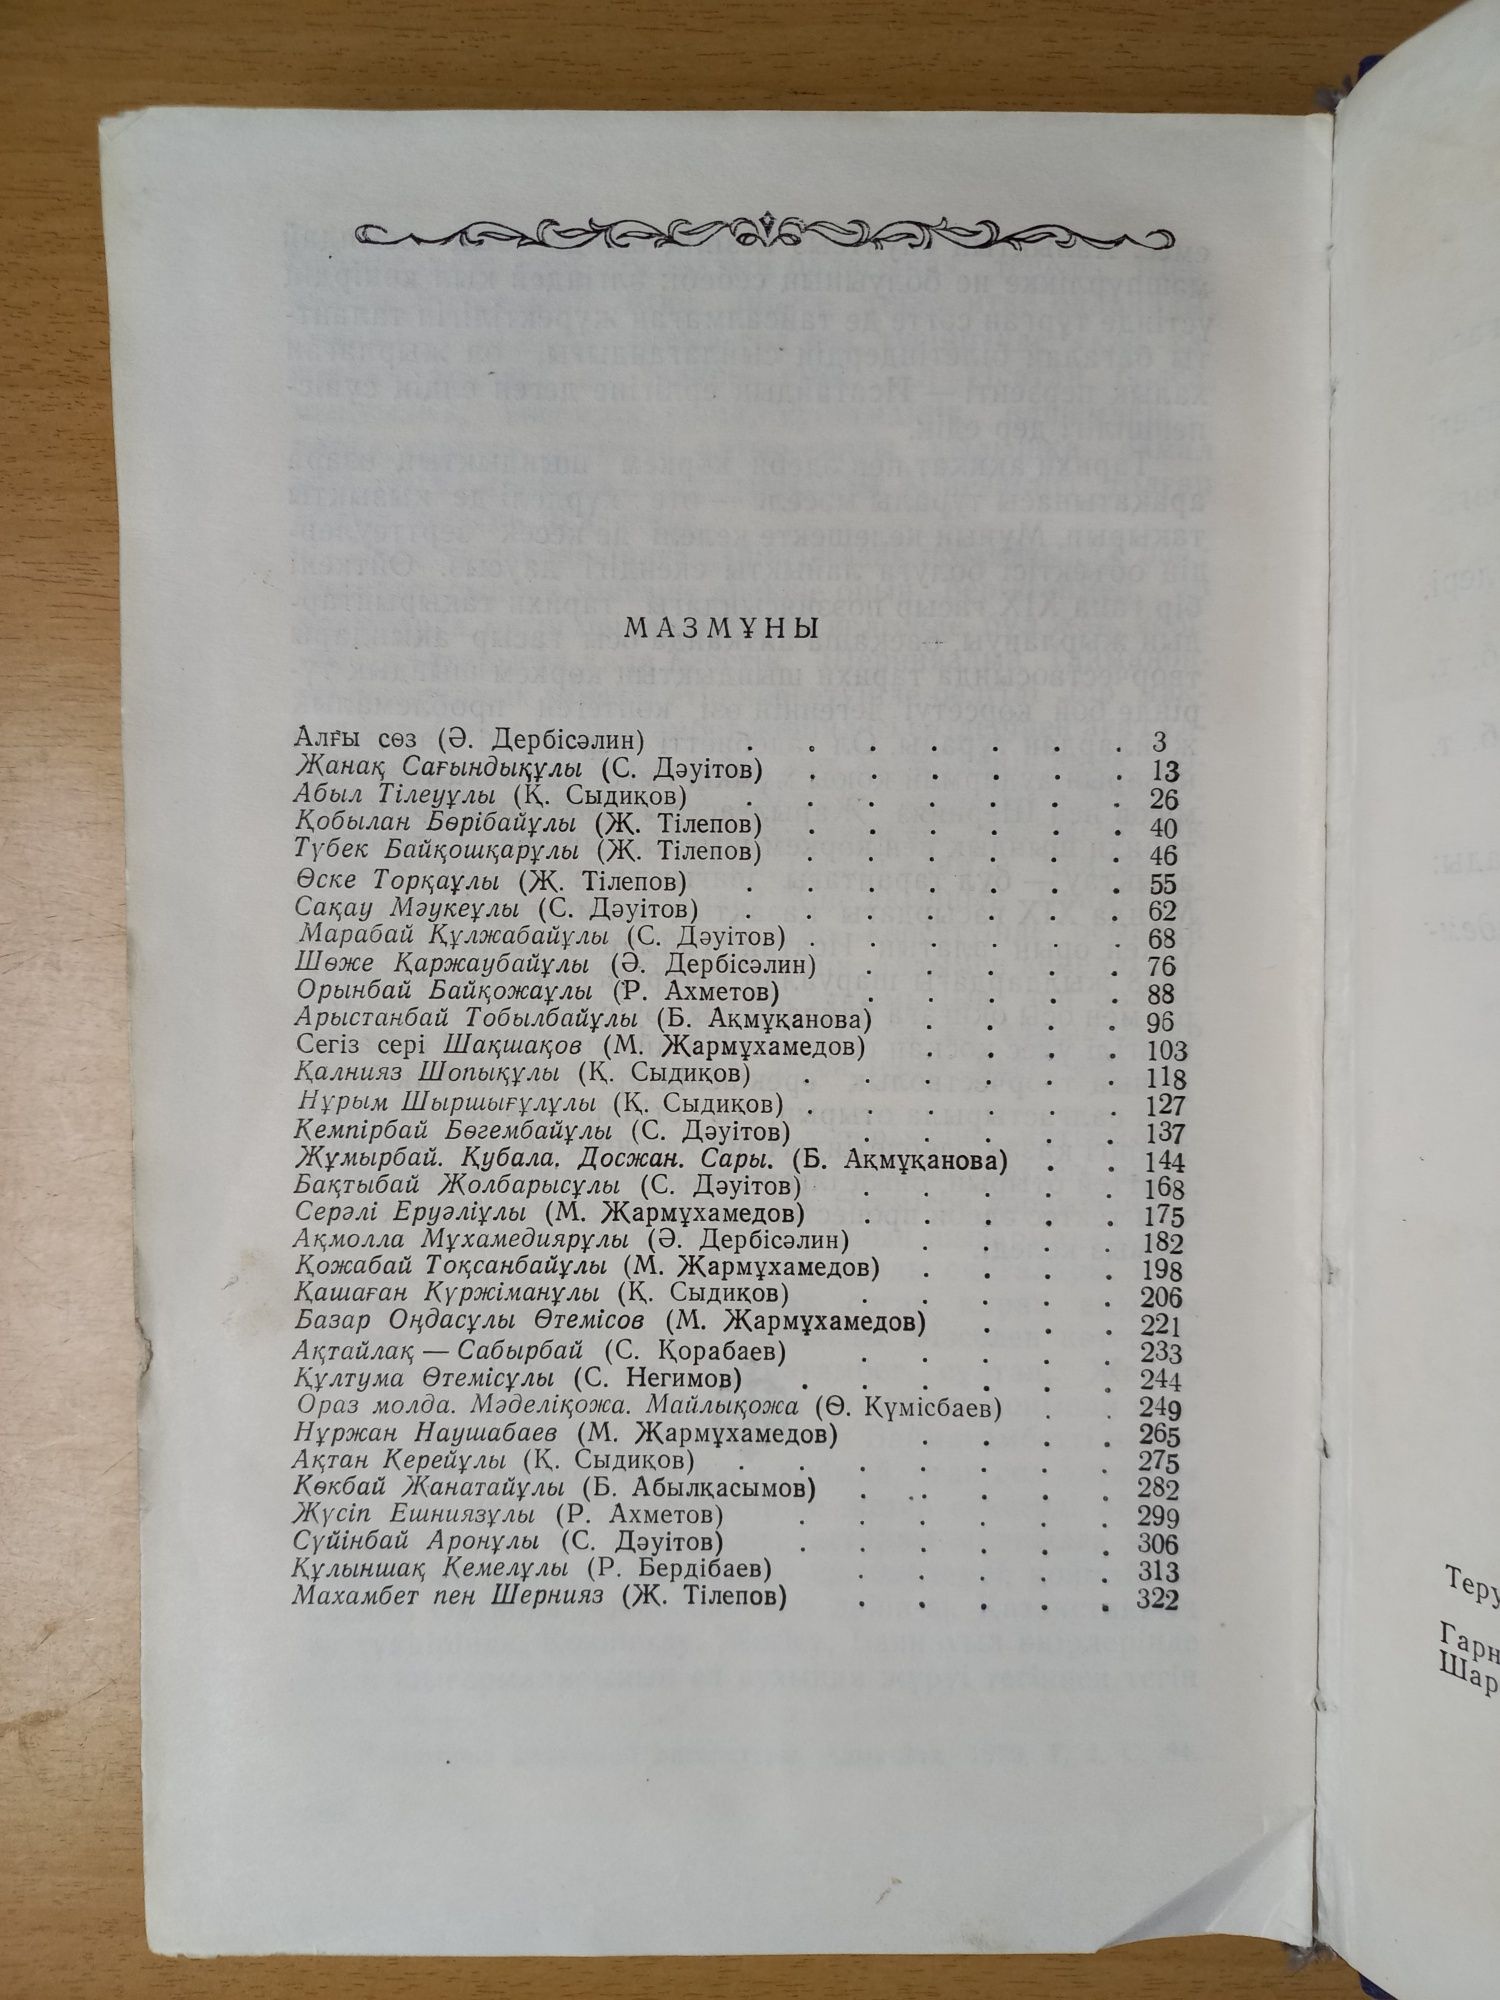 МАЗМҰНЫ
Алғы сөз (Ә. Дербісәлин) . . . . . . . 3
Жанақ Сағындықұлы (С. Дәуітов) . . . . . . 13
Абыл Тілеуұлы (Қ. Сыдиқов) . . . . . . . 26
Қобылан Бөрібайұлы (Ж. Тілепов) . . . . . . 40
Түбек Байқошқарұлы (Ж. Тілепов) . . . . . . 46
Өске Торқаұлы (Ж. Тілепов) . . . . . . . 55
Сақау Мәукеұлы (С. Дәуітов) . . . . . . . 62
Марабай Құлжабайұлы (С. Дәуітов) . . . . . . 68
Шөже Қаржаубайұлы (Ә. Дербісәлин) . . . . . 76
Орынбай Байқожаұлы (Р. Ахметов) . . . . . 88
Арыстанбай Тобылбайұлы (Б. Ақмұқанова) . . . . 96
Сегіз сері Шақшақов (М. Жармұхамедов) . . . . 103
Қалнияз Шопықұлы (Қ. Сыдиқов) . . . . . . 118
Нұрым Шыршығұлұлы (Қ. Сыдиқов) . . . . . . 127
Кемпірбай Бөгембайұлы (С. Дәуітов) . . . . . 137
Жұмырбай. Құбала. Досжан. Сары. (Б. Ақмұқанова) . . 144
Бақтыбай Жолбарысұлы (С. Дәуітов) . . . . . 168
Серәлі Еруәліұлы (М. Жармұхамедов) . . . . . 175
Ақмолла Мұхамедиярұлы (Ә. Дербісәлин) . . . . 182
Қожабай Тоқсанбайұлы (М. Жармұхамедов) . . . . 198
Қашаған Күржіманұлы (Қ. Сыдиқов) . . . . . 206
Базар Оңдасұлы Өтемісов (М. Жармұхамедов) . . . 221
Ақтайлақ — Сабырбай (С. Қорабаев) . . . . . 233
Құлтума Өтемісұлы (С. Негимов) . . . . . . 244
Ораз молда. Мәделіқожа. Майлықожа (Ө. Күмісбаев) . . 249
Нұржан Наушабаев (М. Жармұхамедов) . . . . 265
Ақтан Керейұлы (Қ. Сыдиқов) . . . . . . . 275
Көкбай Жанатайұлы (Б. Абылқасымов) . . . . . 282
Жүсіп Ешниязұлы (Р. Ахметов) . . . . . . 299
Сүйінбай Аронұлы (С. Дәуітов) . . . . . . 306
Құлыншақ Кемелұлы (Р. Бердібаев) . . . . . 313
Махамбет пен Шернияз (Ж. Тілепов) . . . . . 322
Теру
Гарн
Шар